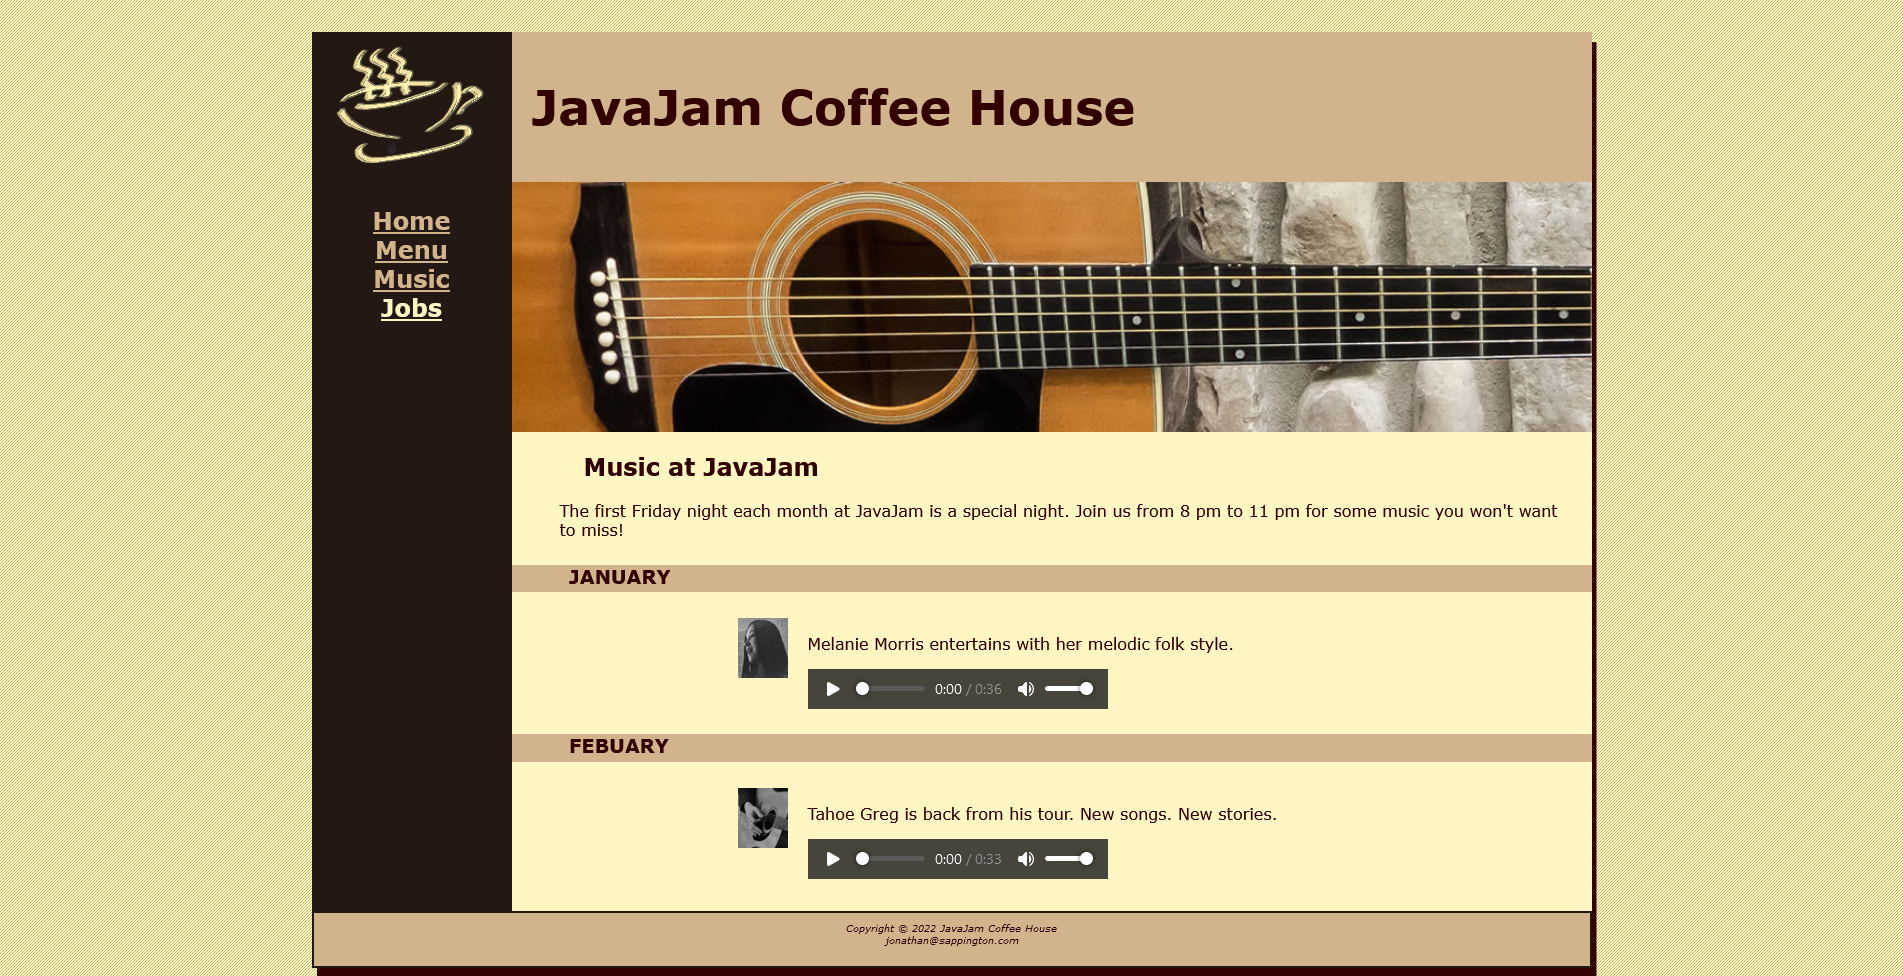 JavaJam Coffee House
Home
Menu
Music
Jobs
Music at JavaJam
The first Friday night each month at JavaJam is a special night. Join us from 8 pm to 11 pm for some music you won't want
to miss!
JANUARY
Melanie Morris entertains with her melodic folk style.
0:00 / 0:36
FEBUARY
Tahoe Greg is back from his tour. New songs. New stories.
0:00 / 0:33
Copyright © 2022 JavaJam Coffee House
jonathan@sappington.com